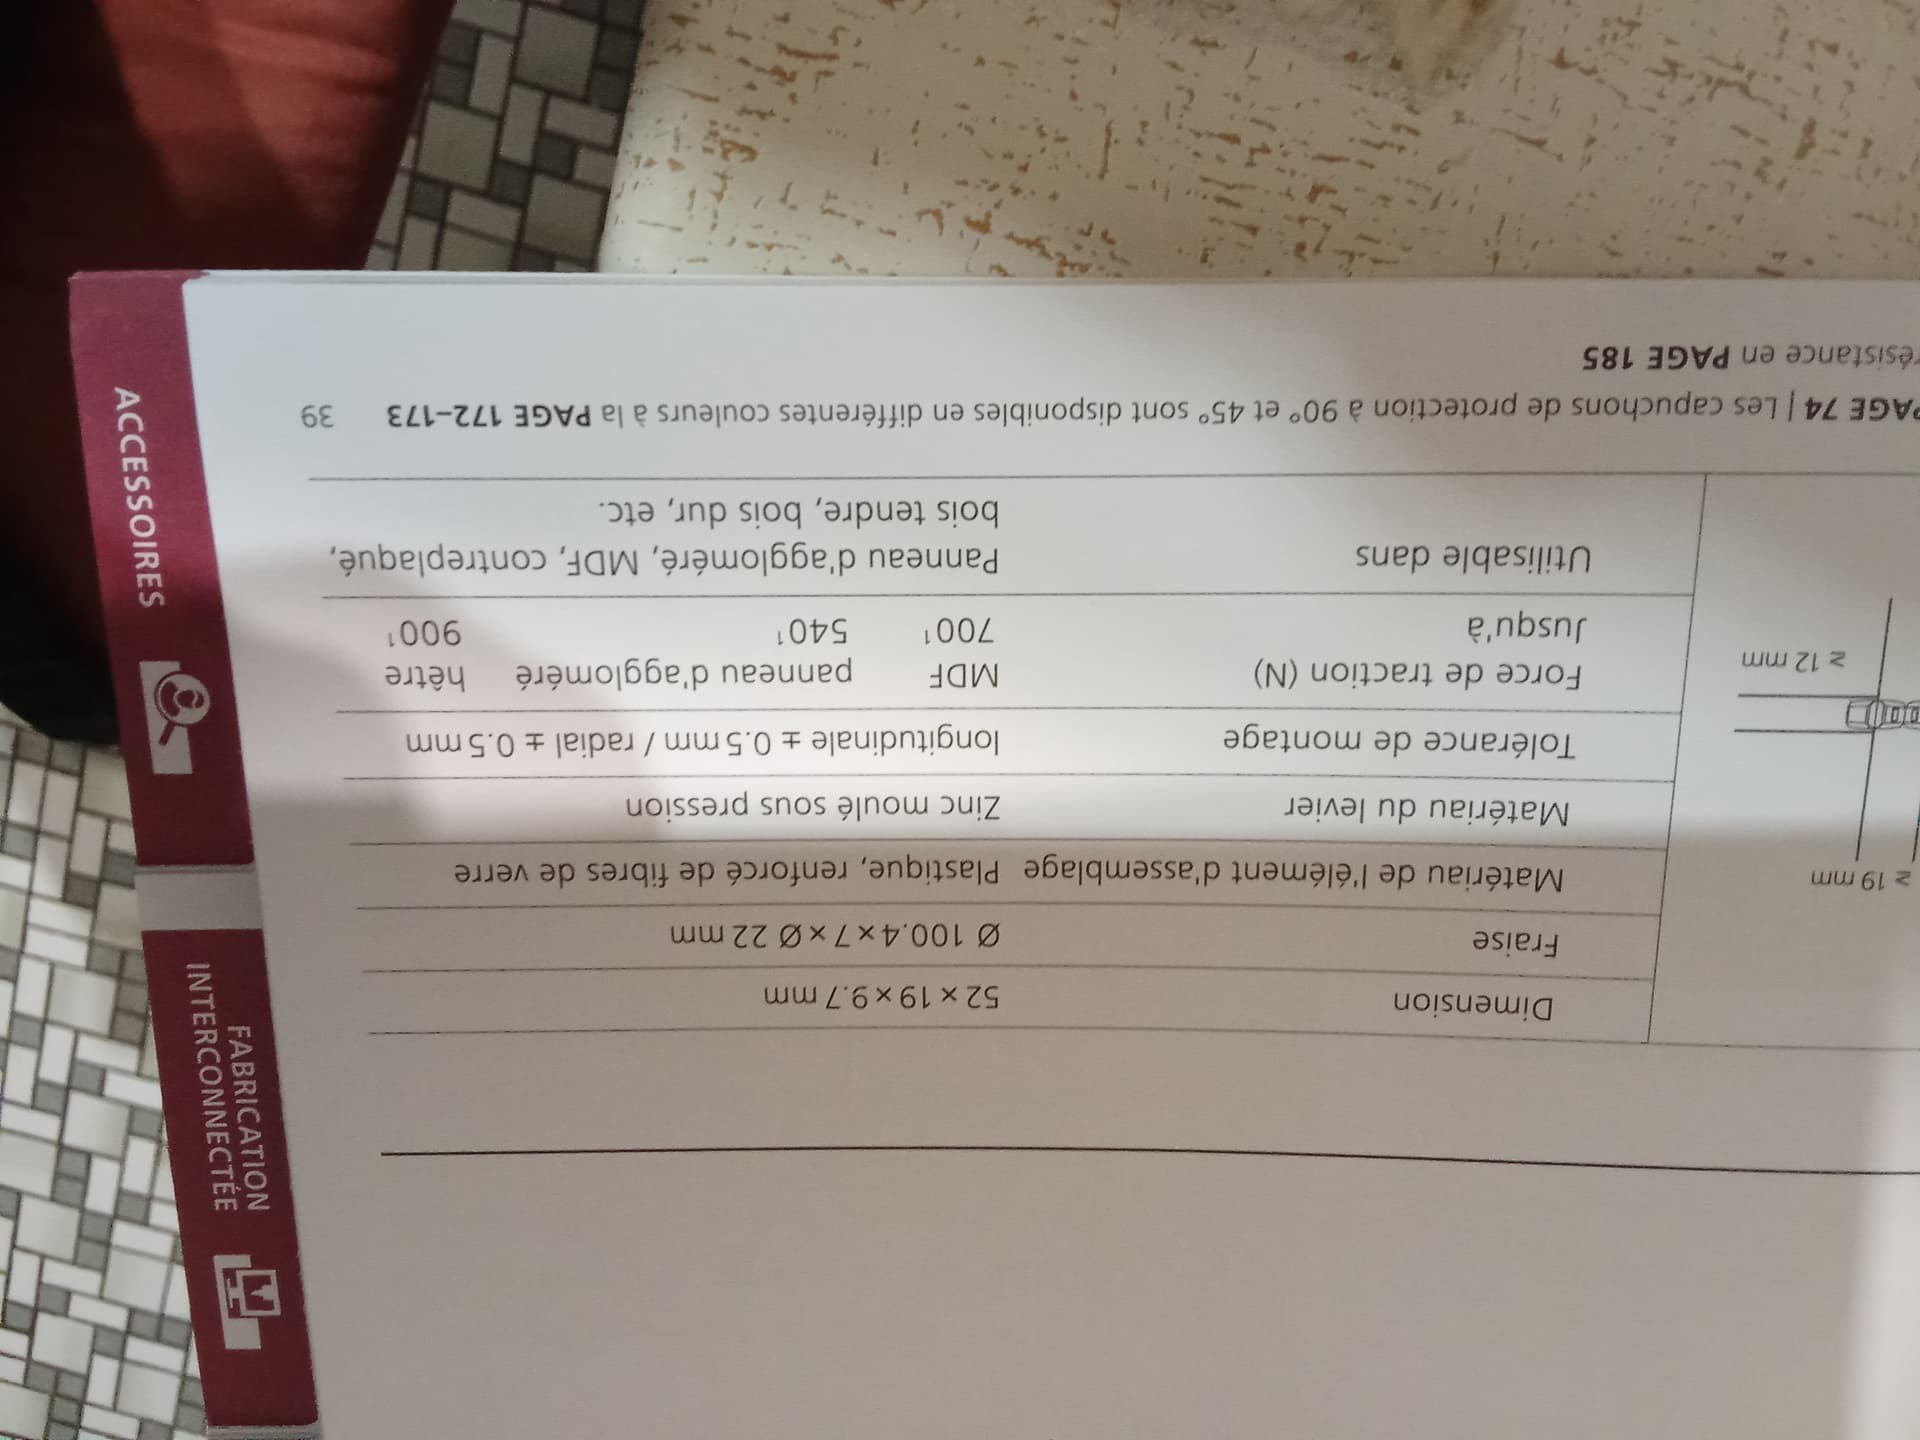 Dimension 52 × 19 × 9.7 mm
Fraise Ø 100.4 × 7 × Ø 22 mm
Matériau de l'élément d'assemblage Plastique, renforcé de fibres de verre
Matériau du levier Zinc moulé sous pression
Tolérance de montage longitudinale ± 0.5 mm / radial ± 0.5 mm
Force de traction (N) MDF panneau d'aggloméré hêtre
Jusqu'à 700¹ 540¹ 900¹
Utilisable dans Panneau d'aggloméré, MDF, contreplaqué,
bois tendre, bois dur, etc.
≥ 19 mm
≥ 12 mm
PAGE 74 | Les capuchons de protection à 90° et 45° sont disponibles en différentes couleurs à la PAGE 172–173 39
résistance en PAGE 185
FABRICATION
INTERCONNECTÉE
ACCESSOIRES